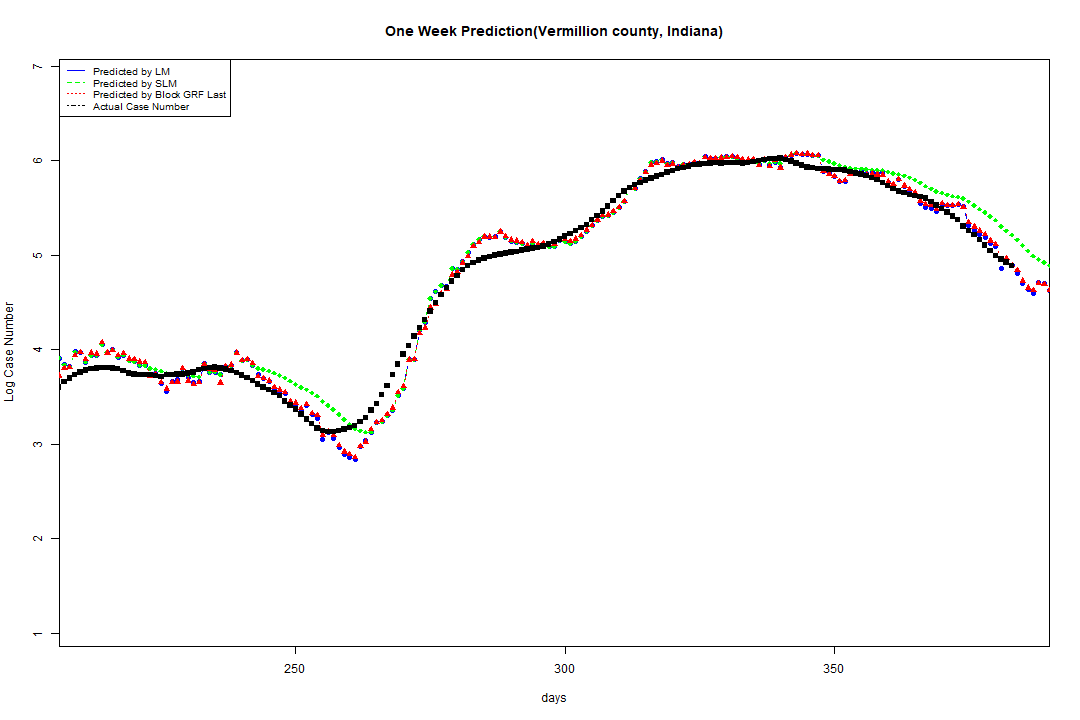 One Week Prediction(Vermillion county, Indiana)
Predicted by LM
Predicted by SLM
Predicted by Block GRF Last
Actual Case Number
7
6
5
4
3
2
1
Log Case Number
250 300 350
days